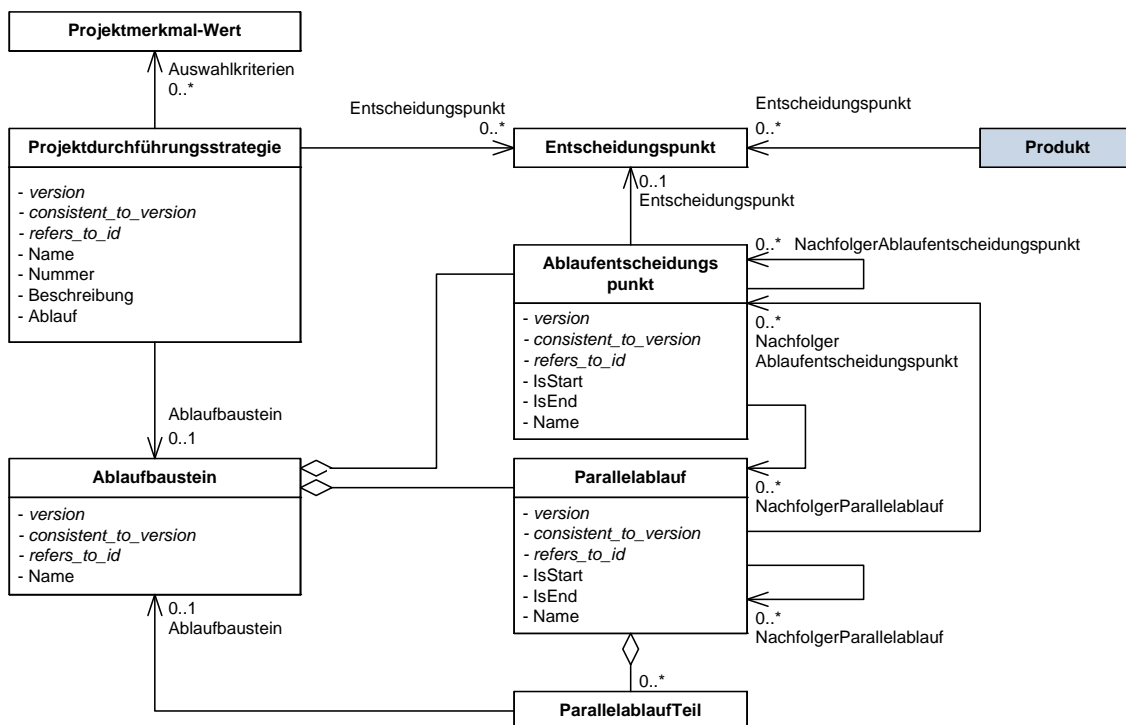 Projektmerkmal-Wert
Auswahlkriterien
0..*
Entscheidungspunkt
0..*
Entscheidungspunkt
0..*
Projektdurchführungsstrategie
- version
- consistent_to_version
- refers_to_id
- Name
- Nummer
- Beschreibung
- Ablauf
Entscheidungspunkt
Produkt
0..1
Entscheidungspunkt
Ablaufentscheidungs
punkt
- version
- consistent_to_version
- refers_to_id
- IsStart
- IsEnd
- Name
0..* NachfolgerAblaufentscheidungspunkt
0..*
Nachfolger
Ablaufentscheidungspunkt
Ablaufbaustein
0..1
Ablaufbaustein
- version
- consistent_to_version
- refers_to_id
- Name
Parallelablauf
- version
- consistent_to_version
- refers_to_id
- IsStart
- IsEnd
- Name
0..*
NachfolgerParallelablauf
0..*
NachfolgerParallelablauf
0..1
Ablaufbaustein
0..*
ParallelablaufTeil